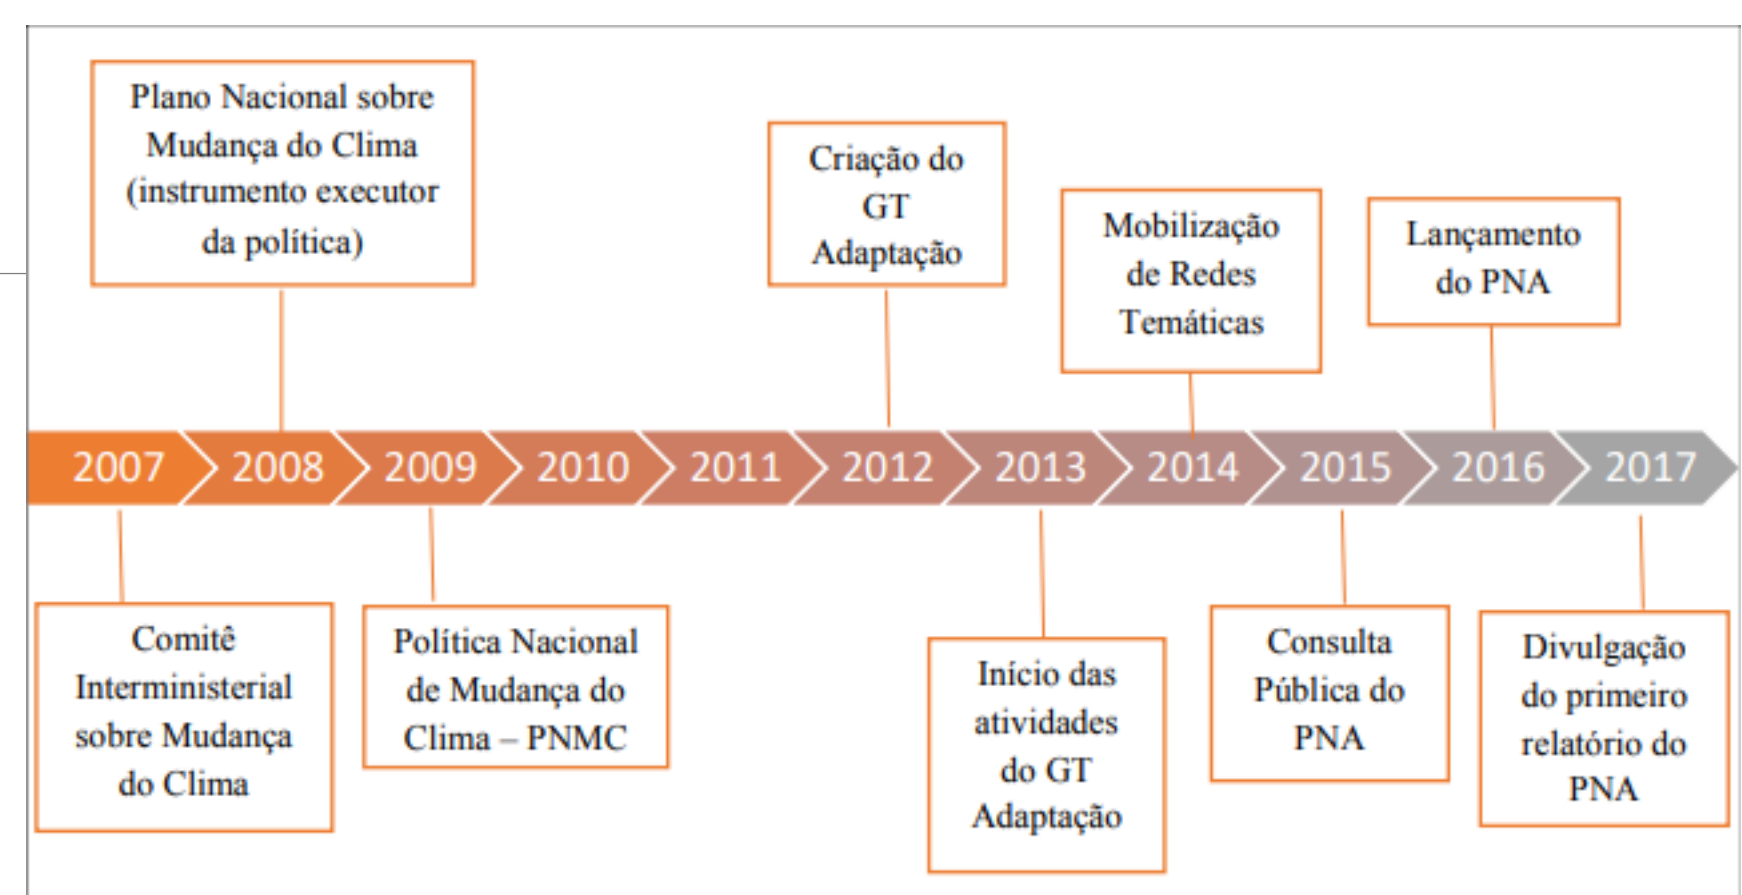 Plano Nacional sobre
Mudança do Clima
(instrumento executor
da política)
Criação do
GT
Adaptação
Mobilização
de Redes
Temáticas
Lançamento
do PNA
2007 2008 2009 2010 2011 2012 2013 2014 2015 2016 2017
Comitê
Interministerial
sobre Mudança
do Clima
Política Nacional
de Mudança do
Clima – PNMC
Início das
atividades
do GT
Adaptação
Consulta
Pública do
PNA
Divulgação
do primeiro
relatório do
PNA